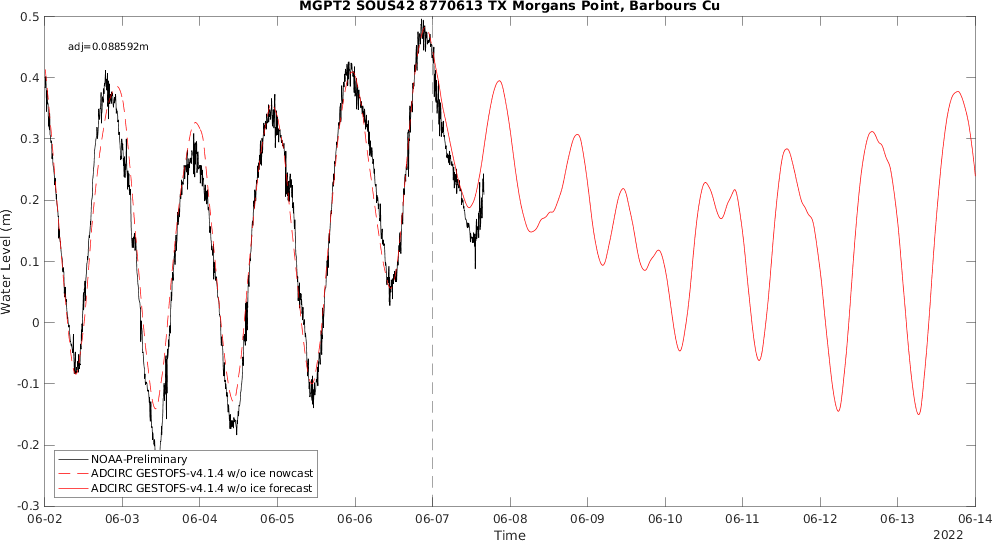 MGPT2 SOUS42 8770613 TX Morgans Point, Barbours Cu
adj=0.088592m
0.5
0.4
0.3
0.2
0.1
0
-0.1
-0.2
-0.3
Water Level (m)
NOAA-Preliminary
ADCIRC GESTOFS-v4.1.4 w/o ice nowcast
ADCIRC GESTOFS-v4.1.4 w/o ice forecast
06-02 06-03 06-04 06-05 06-06 06-07 06-08 06-09 06-10 06-11 06-12 06-13 06-14
Time
2022